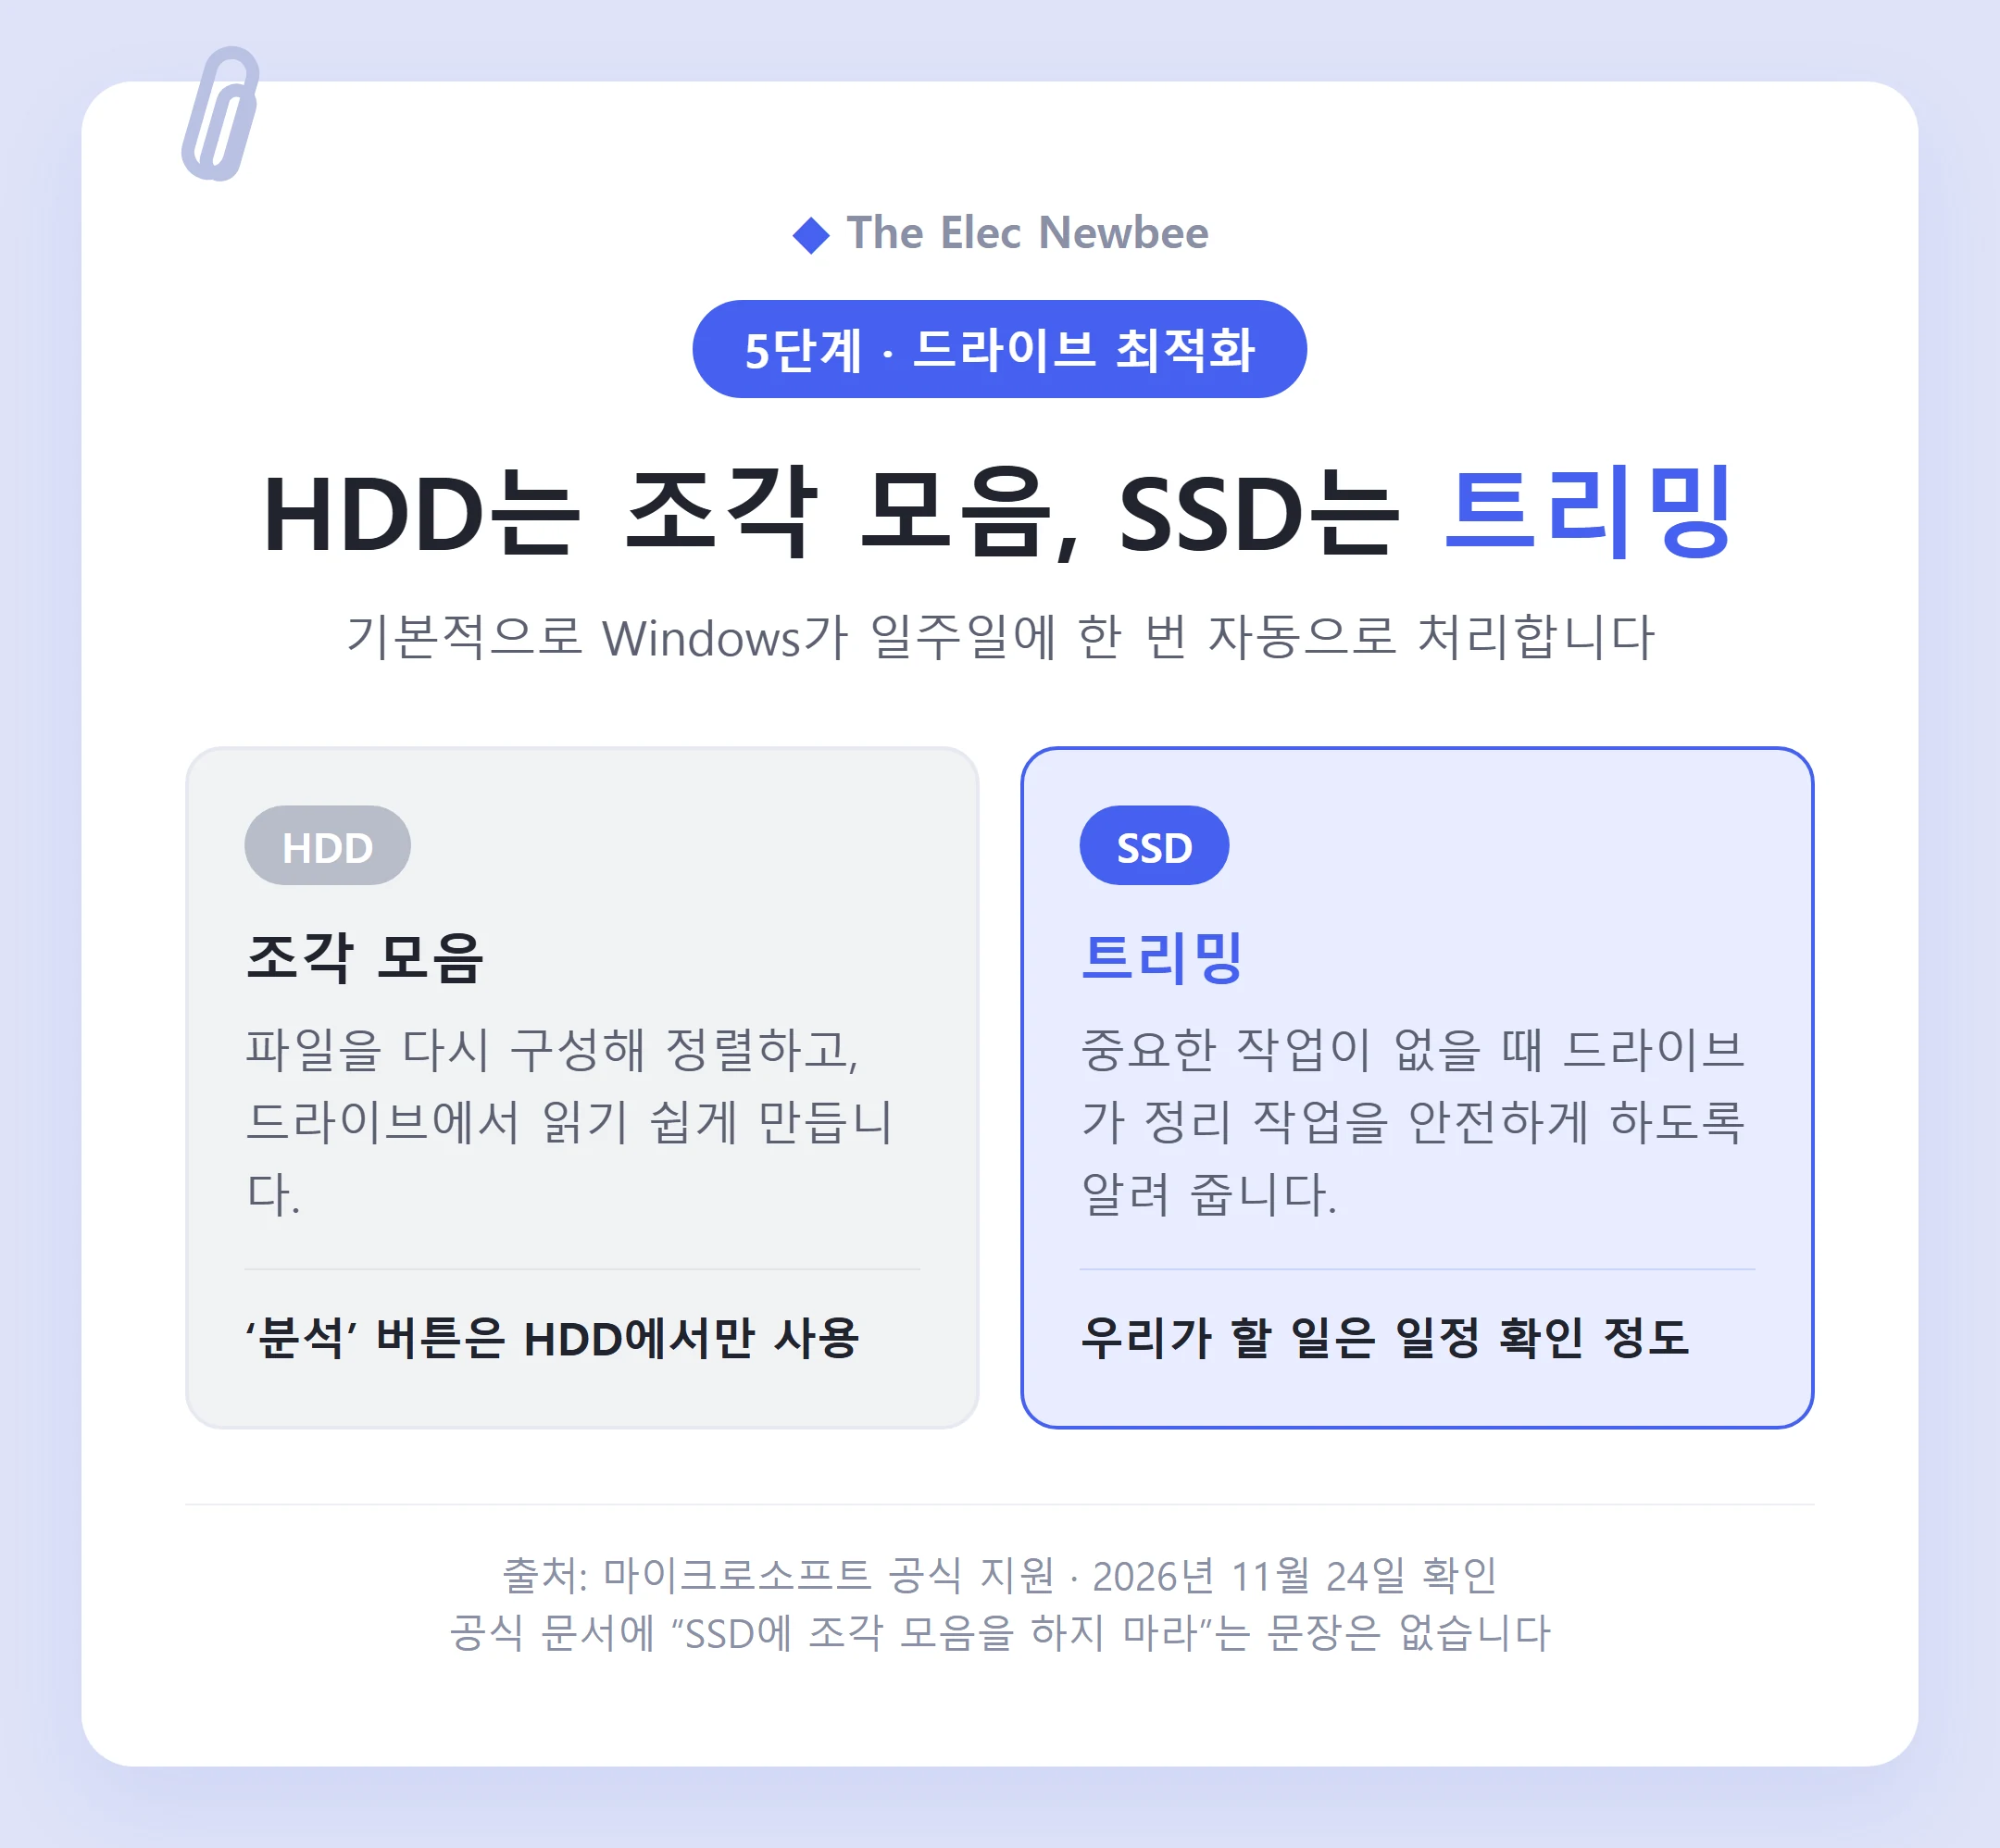 The Elec Newbee
5단계 · 드라이브 최적화
HDD는 조각 모음, SSD는 트리밍
기본적으로 Windows가 일주일에 한 번 자동으로 처리합니다
HDD
조각 모음
파일을 다시 구성해 정렬하고,
드라이브에서 읽기 쉽게 만듭니
다.
‘분석’ 버튼은 HDD에서만 사용
SSD
트리밍
중요한 작업이 없을 때 드라이브
가 정리 작업을 안전하게 하도록
알려 줍니다.
우리가 할 일은 일정 확인 정도
출처: 마이크로소프트 공식 지원 · 2026년 11월 24일 확인
공식 문서에 “SSD에 조각 모음을 하지 마라”는 문장은 없습니다